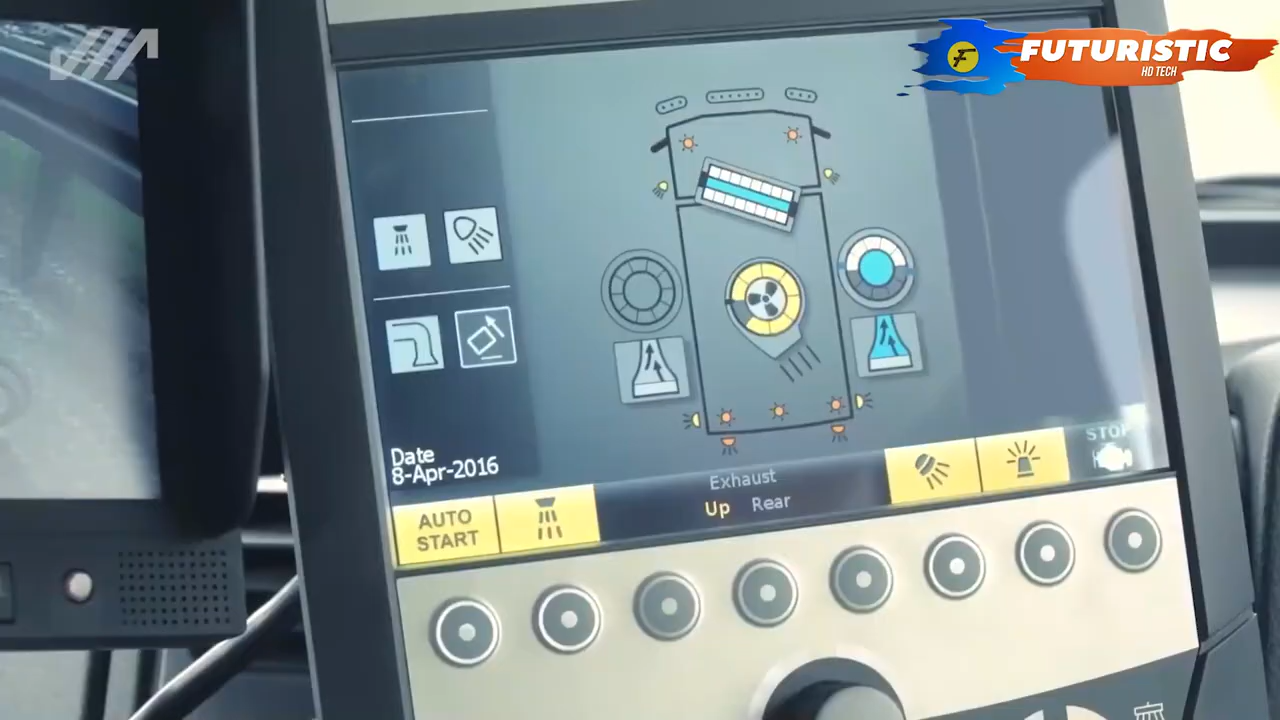 FUTURISTIC
HD TECH
Date
8-Apr-2016
AUTO
START
Exhaust
Up Rear
STOP